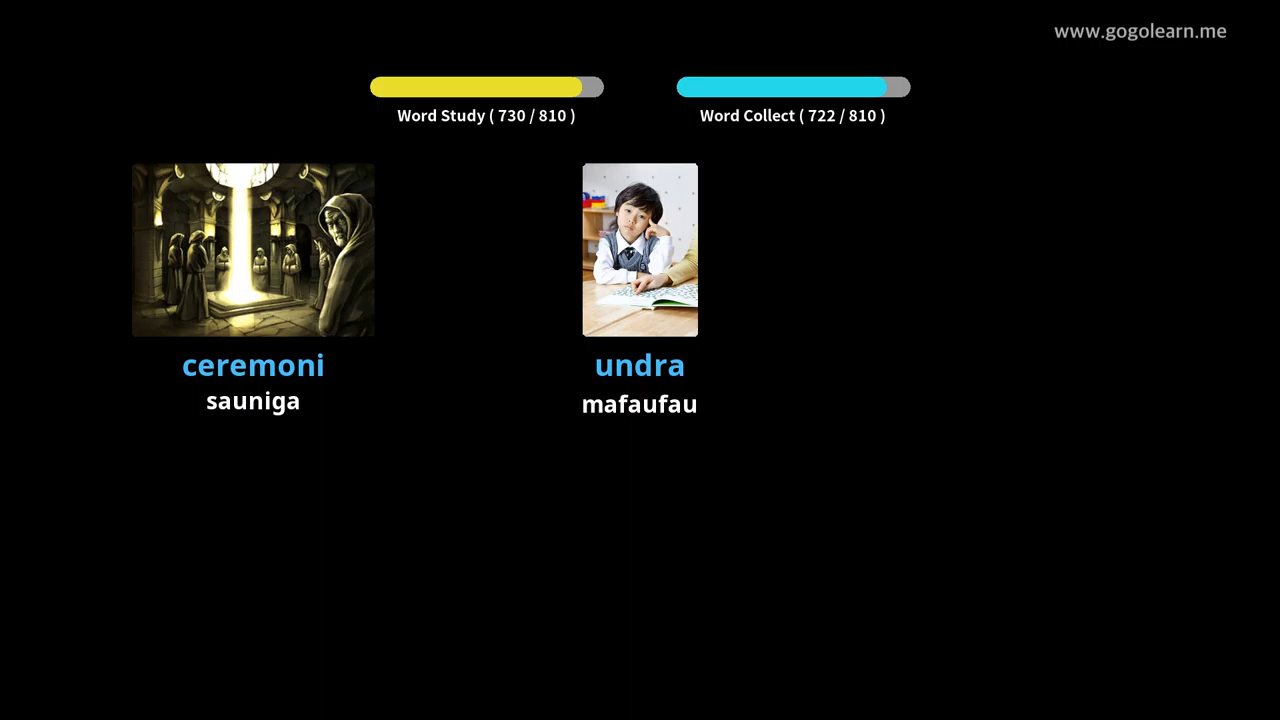 www.gogolearn.me
Word Study ( 730 / 810 )
Word Collect ( 722 / 810 )
ceremoni
sauniga
undra
mafaufau